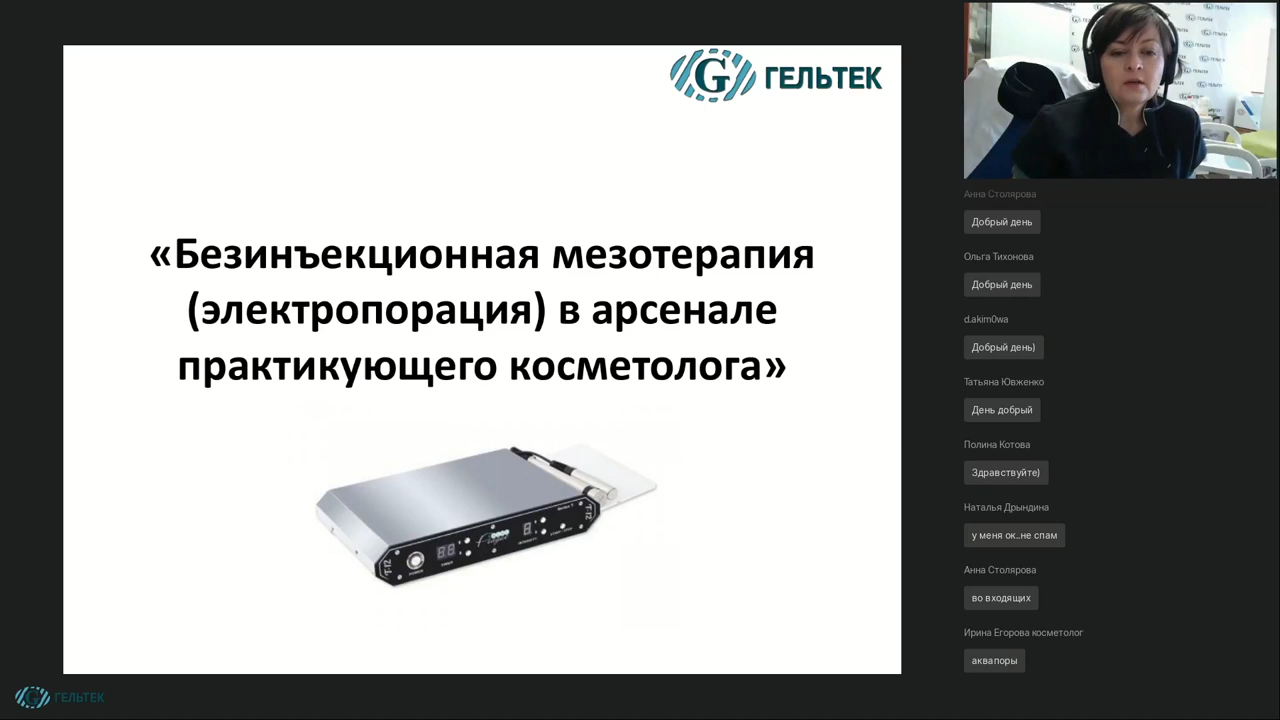 ГЕЛЬТЕК
«Безинъекционная мезотерапия
(электропорация) в арсенале
практикующего косметолога»
Анна Столярова
Добрый день
Ольга Тихонова
Добрый день
d.akim0wa
Добрый день)
Татьяна Ювженко
День добрый
Полина Котова
Здравствуйте)
Наталья Дрындина
у меня ок..не спам
Анна Столярова
во входящих
Ирина Егорова косметолог
аквапоры
ГЕЛЬТЕК